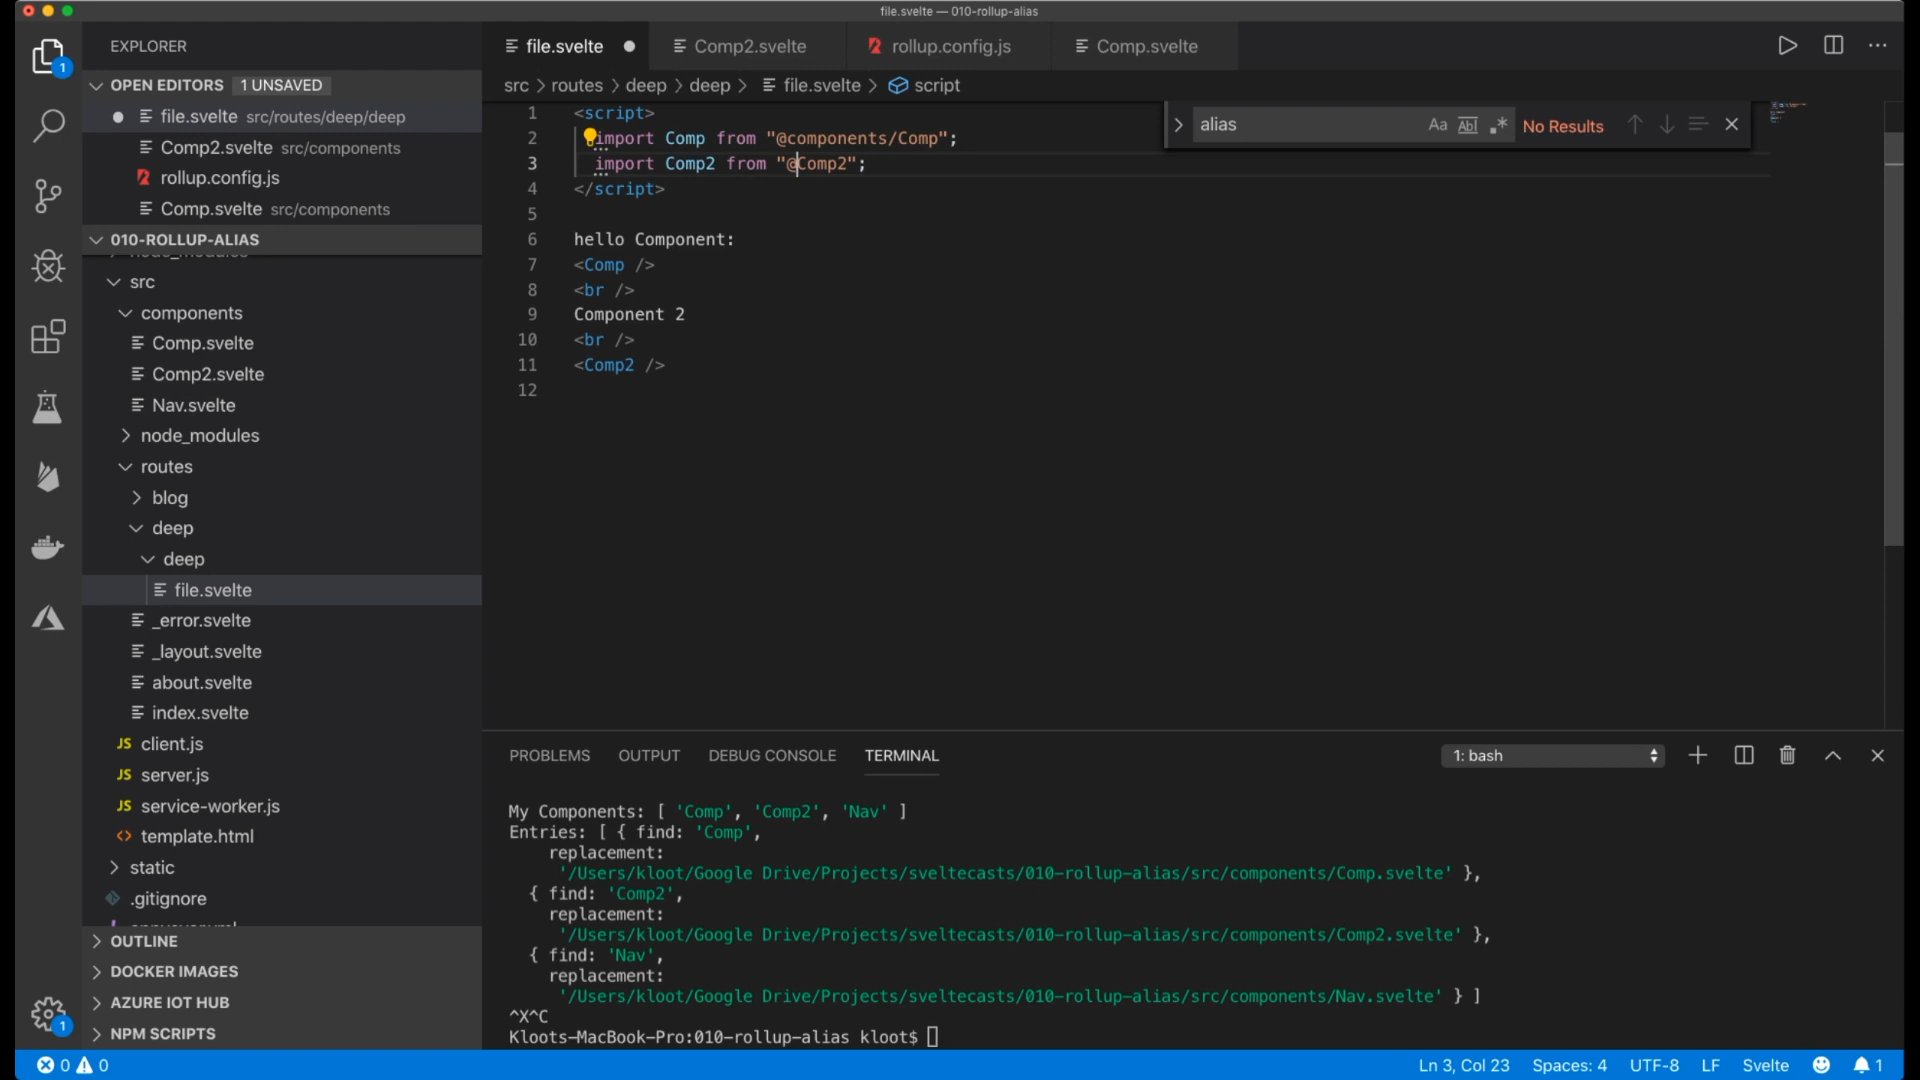 file.svelte — 010-rollup-alias
EXPLORER
OPEN EDITORS 1 UNSAVED
file.svelte src/routes/deep/deep
Comp2.svelte src/components
rollup.config.js
Comp.svelte src/components
010-ROLLUP-ALIAS
node_modules
src
components
Comp.svelte
Comp2.svelte
Nav.svelte
node_modules
routes
blog
deep
deep
file.svelte
_error.svelte
_layout.svelte
about.svelte
index.svelte
JS client.js
JS server.js
JS service-worker.js
<> template.html
static
.gitignore
OUTLINE
DOCKER IMAGES
AZURE IOT HUB
NPM SCRIPTS
1
1
file.svelte
Comp2.svelte
rollup.config.js
Comp.svelte
src > routes > deep > deep > file.svelte > script
alias
Aa Abl .* No Results
1 <script>
2 import Comp from "@components/Comp";
3 import Comp2 from "@Comp2";
4 </script>
5
6 hello Component:
7 <Comp />
8 <br />
9 Component 2
10 <br />
11 <Comp2 />
12
PROBLEMS OUTPUT DEBUG CONSOLE TERMINAL
1: bash
My Components: [ 'Comp', 'Comp2', 'Nav' ]
Entries: [ { find: 'Comp',
replacement:
'/Users/kloot/Google Drive/Projects/sveltecasts/010-rollup-alias/src/components/Comp.svelte' },
{ find: 'Comp2',
replacement:
'/Users/kloot/Google Drive/Projects/sveltecasts/010-rollup-alias/src/components/Comp2.svelte' },
{ find: 'Nav',
replacement:
'/Users/kloot/Google Drive/Projects/sveltecasts/010-rollup-alias/src/components/Nav.svelte' } ]
^X^C
Kloots-MacBook-Pro:010-rollup-alias kloot$
0 0
Ln 3, Col 23 Spaces: 4 UTF-8 LF Svelte 1